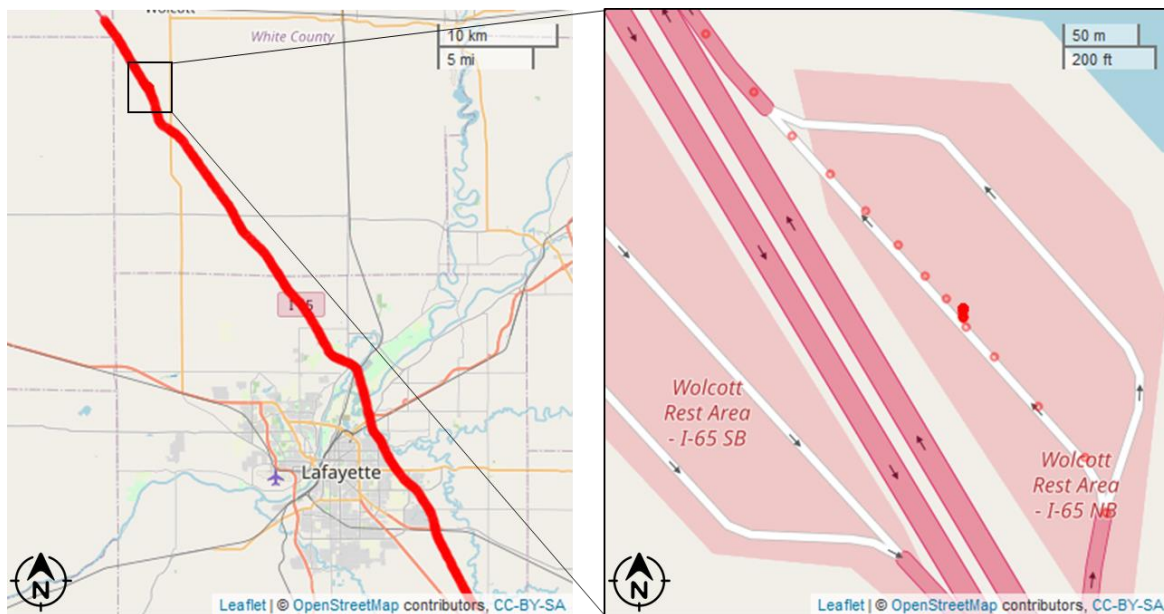 Wolcott
White County
10 km
5 mi
Lafayette
N
Leaflet | © OpenStreetMap contributors, CC-BY-SA
50 m
200 ft
Wolcott
Rest Area
- I-65 SB
Wolcott
Rest Area
- I-65 NB
N
Leaflet | © OpenStreetMap contributors, CC-BY-SA